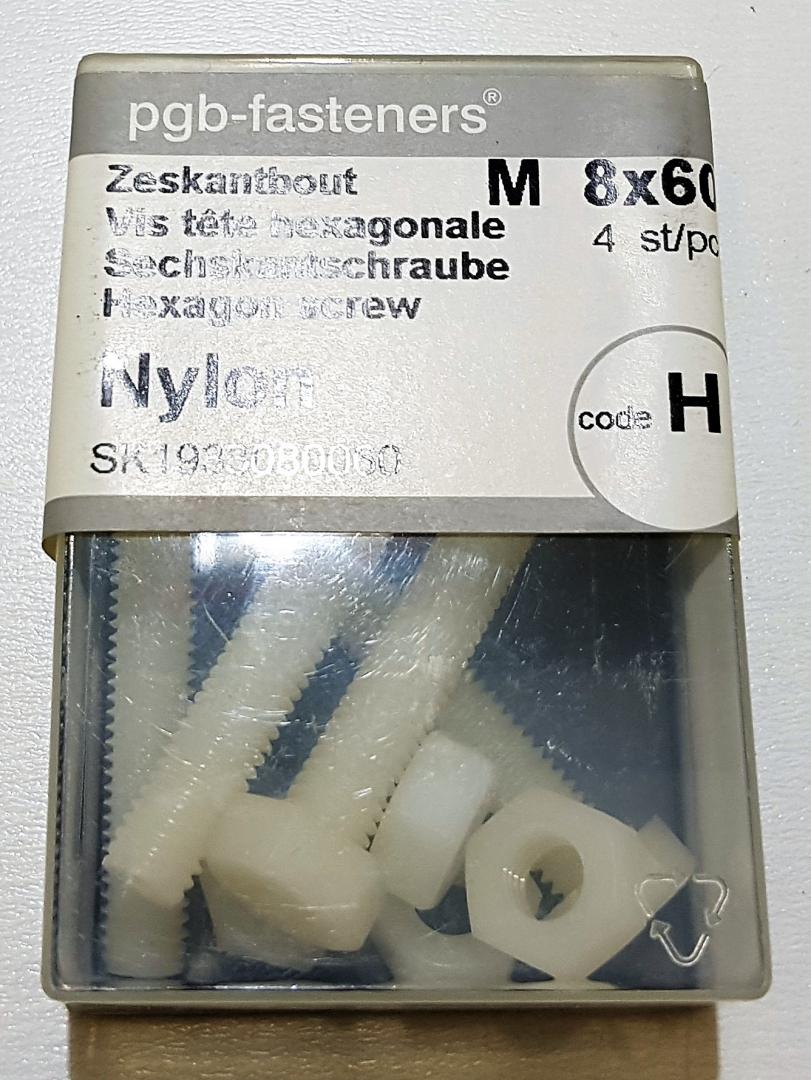 pgb-fasteners®
Zeskantbout M 8x60
Vis tête hexagonale 4 st/pc
Sechskantschraube
Hexagon screw
Nylon
code H
SK1933080060